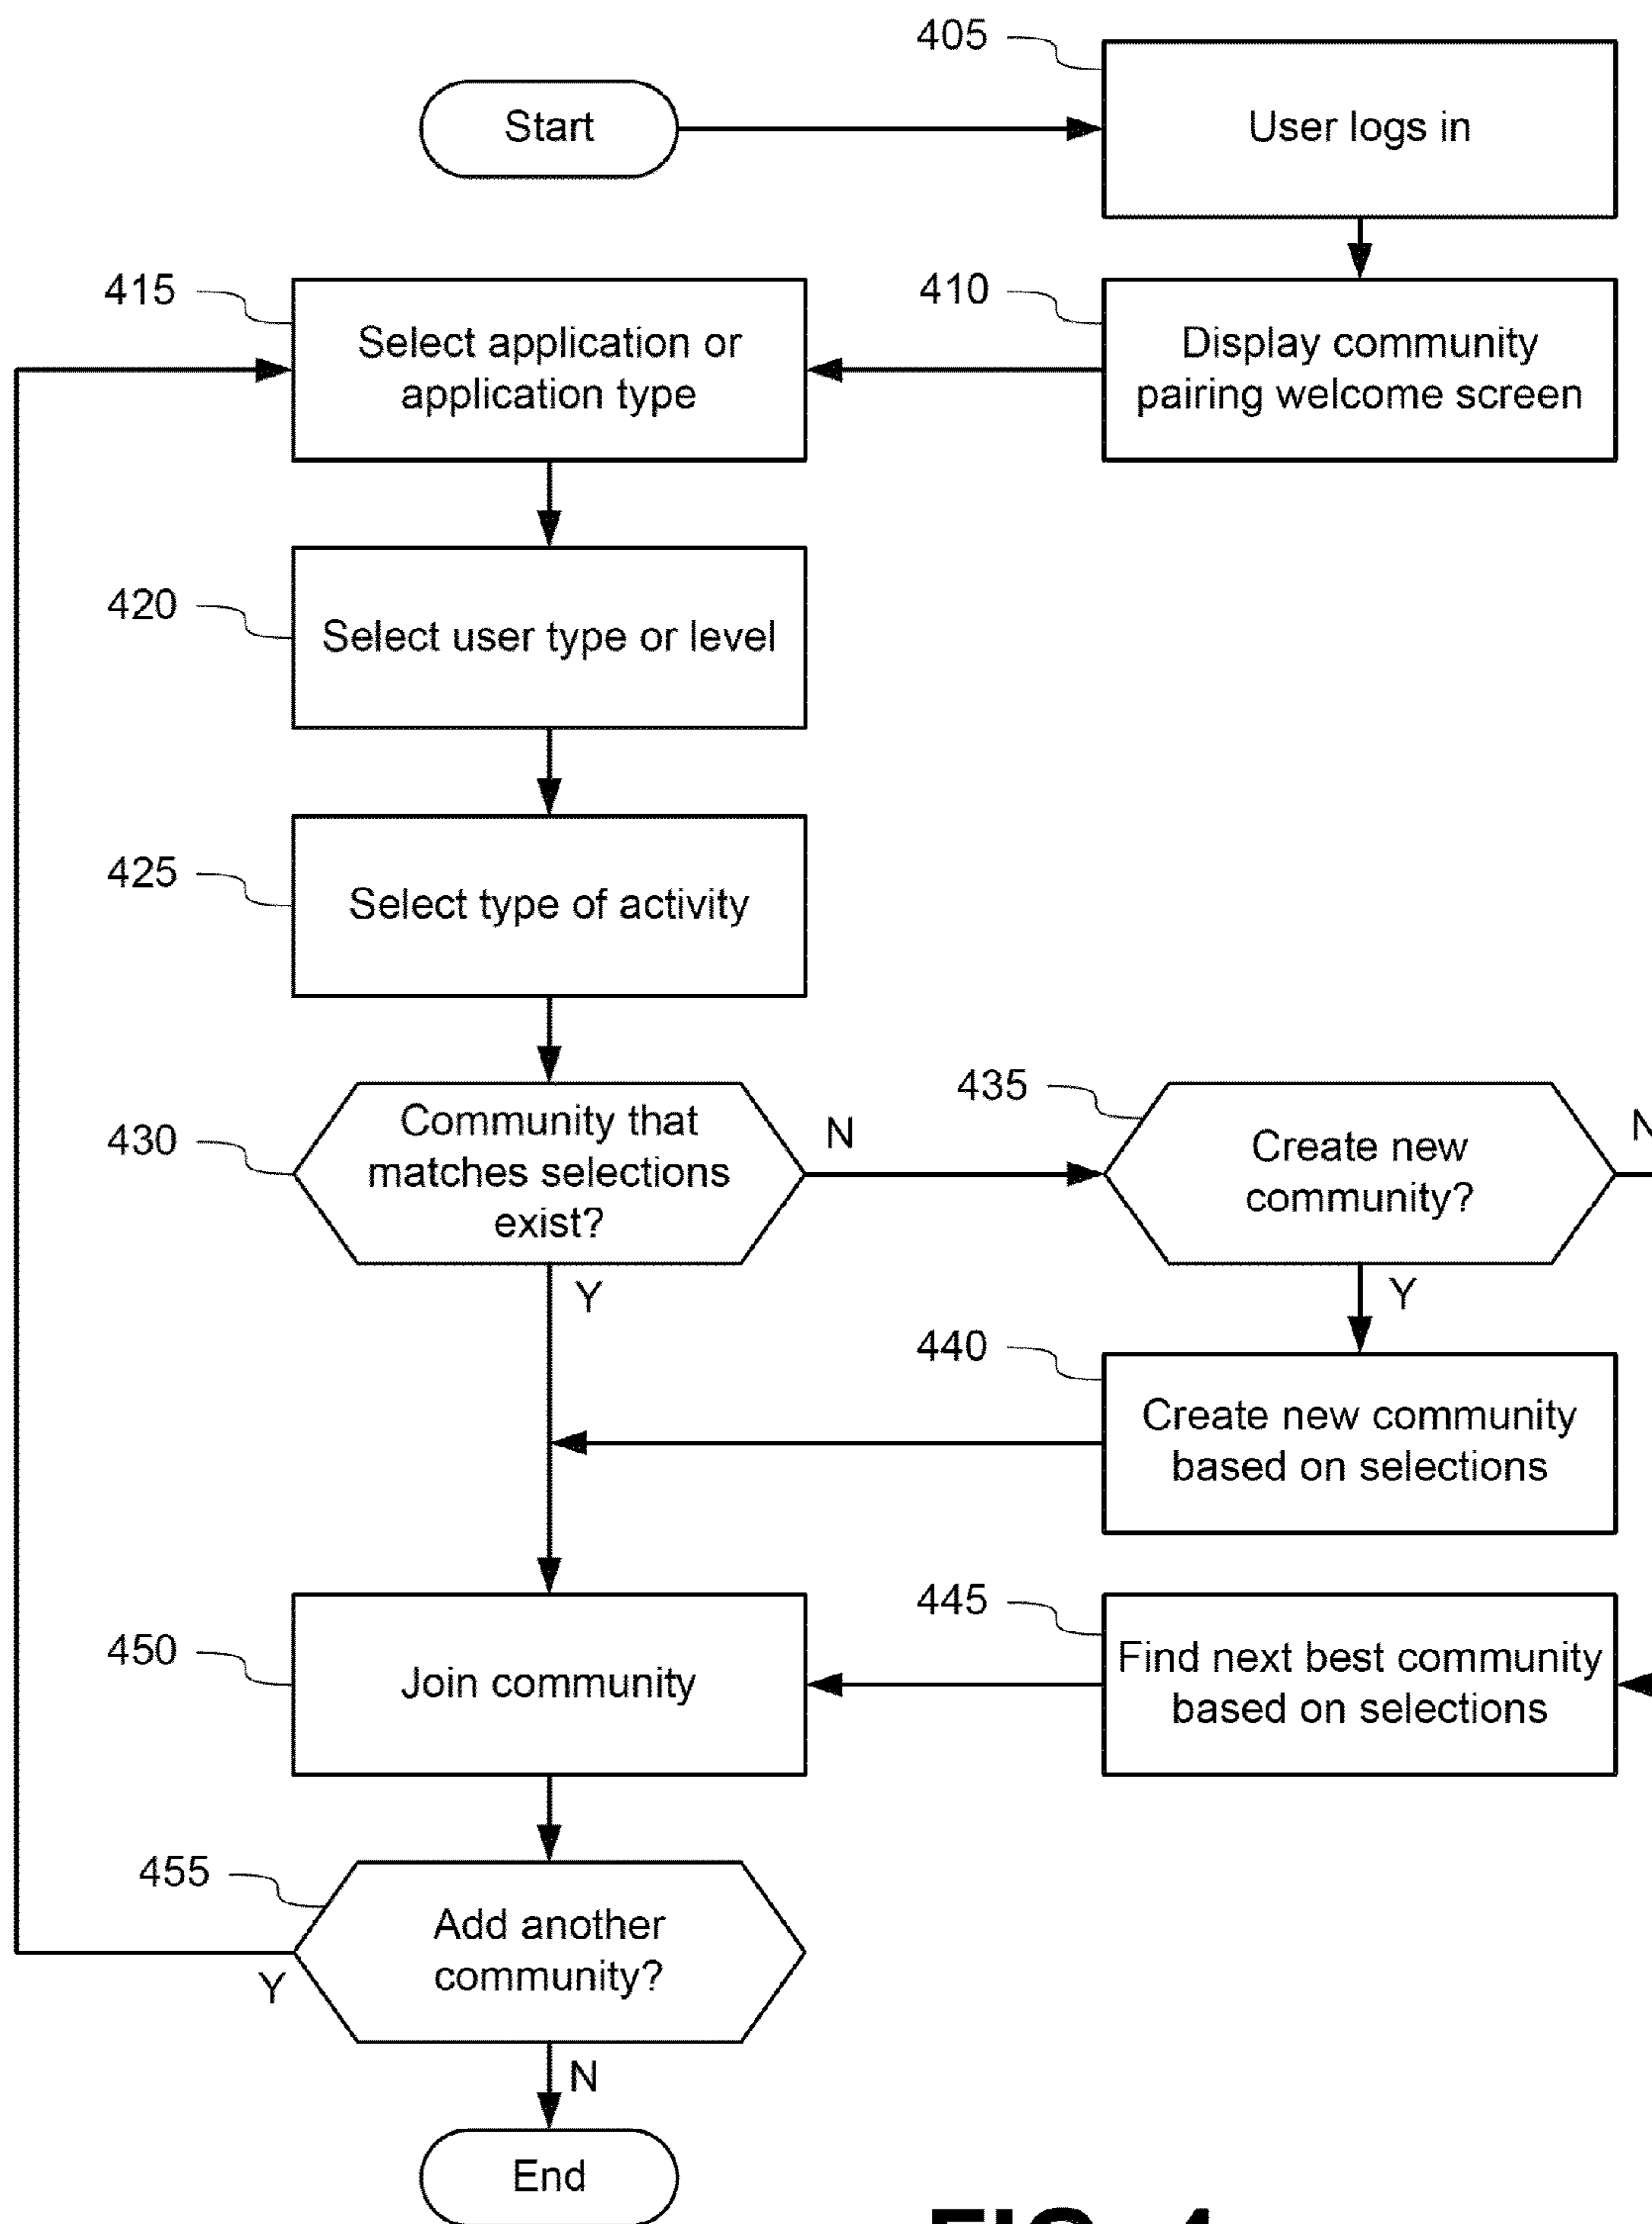 405
Start
User logs in
415
410
Select application or
application type
Display community
pairing welcome screen
420
Select user type or level
425
Select type of activity
430
Community that
matches selections
exist?
N
435
Create new
community?
N
Y
Y
440
Create new community
based on selections
445
450
Join community
Find next best community
based on selections
455
Add another
community?
Y
N
End